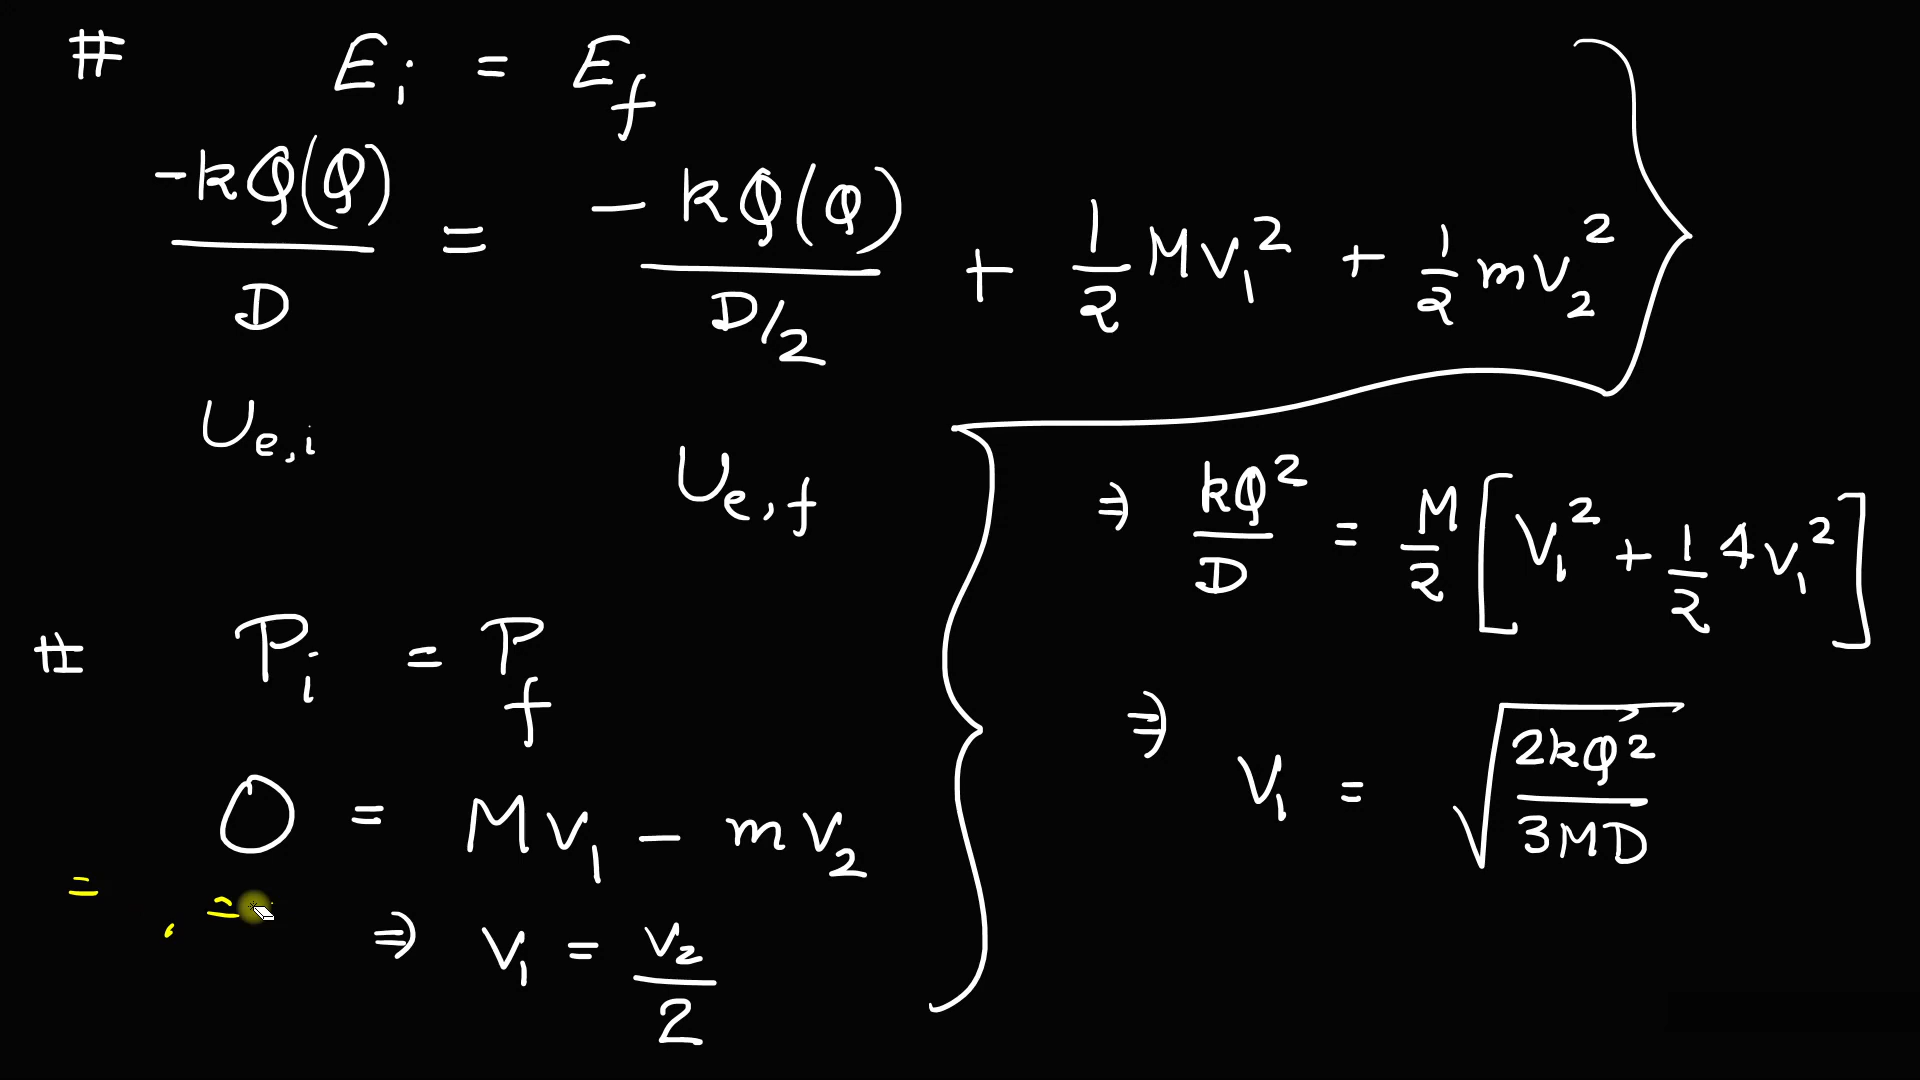 # E_i = E_f
-kQ(Q)/D = -kQ(Q)/(D/2) + 1/2 MV_1^2 + 1/2 mv_2^2
U_e,i
U_e,f
# P_i = P_f
0 = MV_1 - mv_2
⇒ V_1 = V_2/2
⇒ kQ^2/D = M/2 [V_1^2 + 1/2 4V_1^2]
⇒ V_1 = √(2kQ^2/3MD)